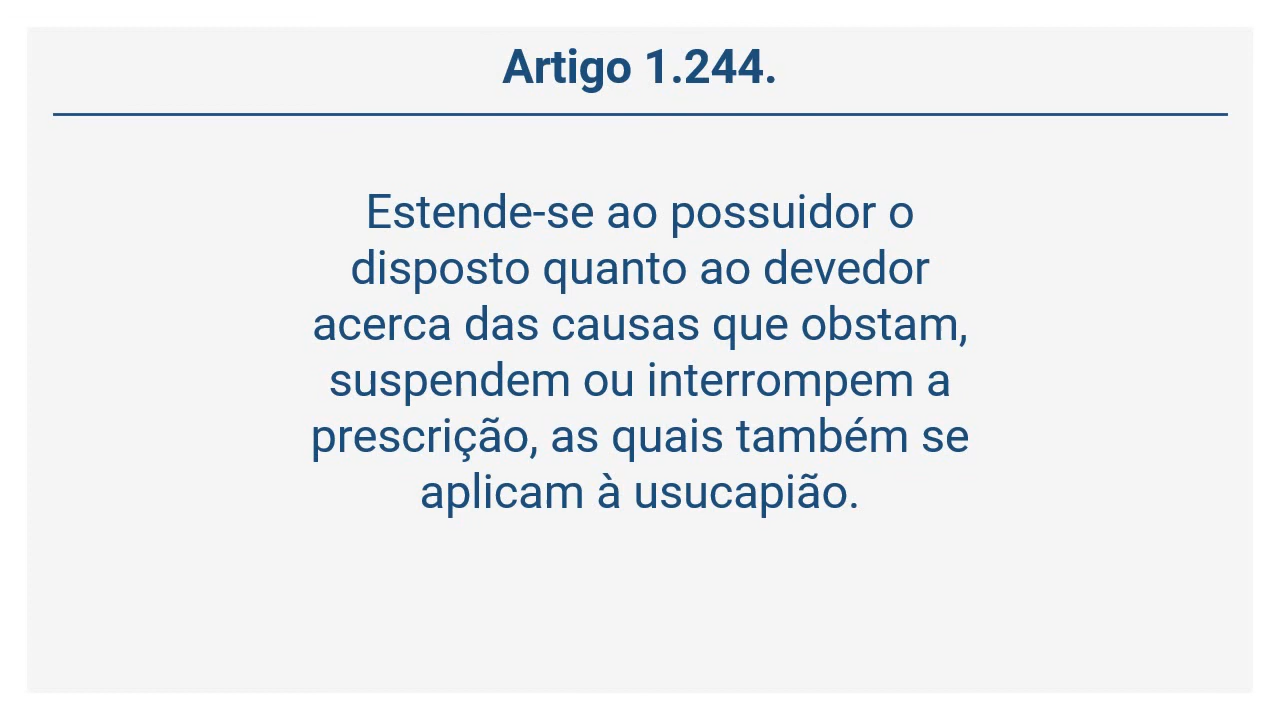 Artigo 1.244.
Estende-se ao possuidor o
disposto quanto ao devedor
acerca das causas que obstam,
suspendem ou interrompem a
prescrição, as quais também se
aplicam à usucapião.